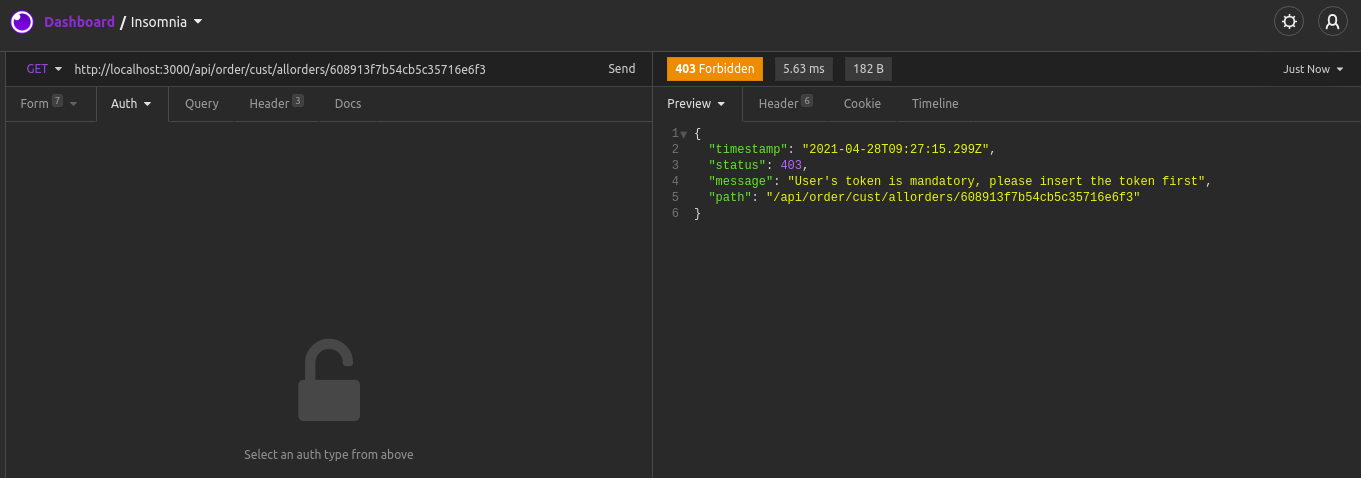 Dashboard / Insomnia
GET http://localhost:3000/api/order/cust/allorders/608913f7b54cb5c35716e6f3 Send
403 Forbidden 5.63 ms 182 B Just Now
Form 7 Auth Query Header 3 Docs
Preview Header 6 Cookie Timeline
1 {
2 "timestamp": "2021-04-28T09:27:15.299Z",
3 "status": 403,
4 "message": "User's token is mandatory, please insert the token first",
5 "path": "/api/order/cust/allorders/608913f7b54cb5c35716e6f3"
6 }
Select an auth type from above